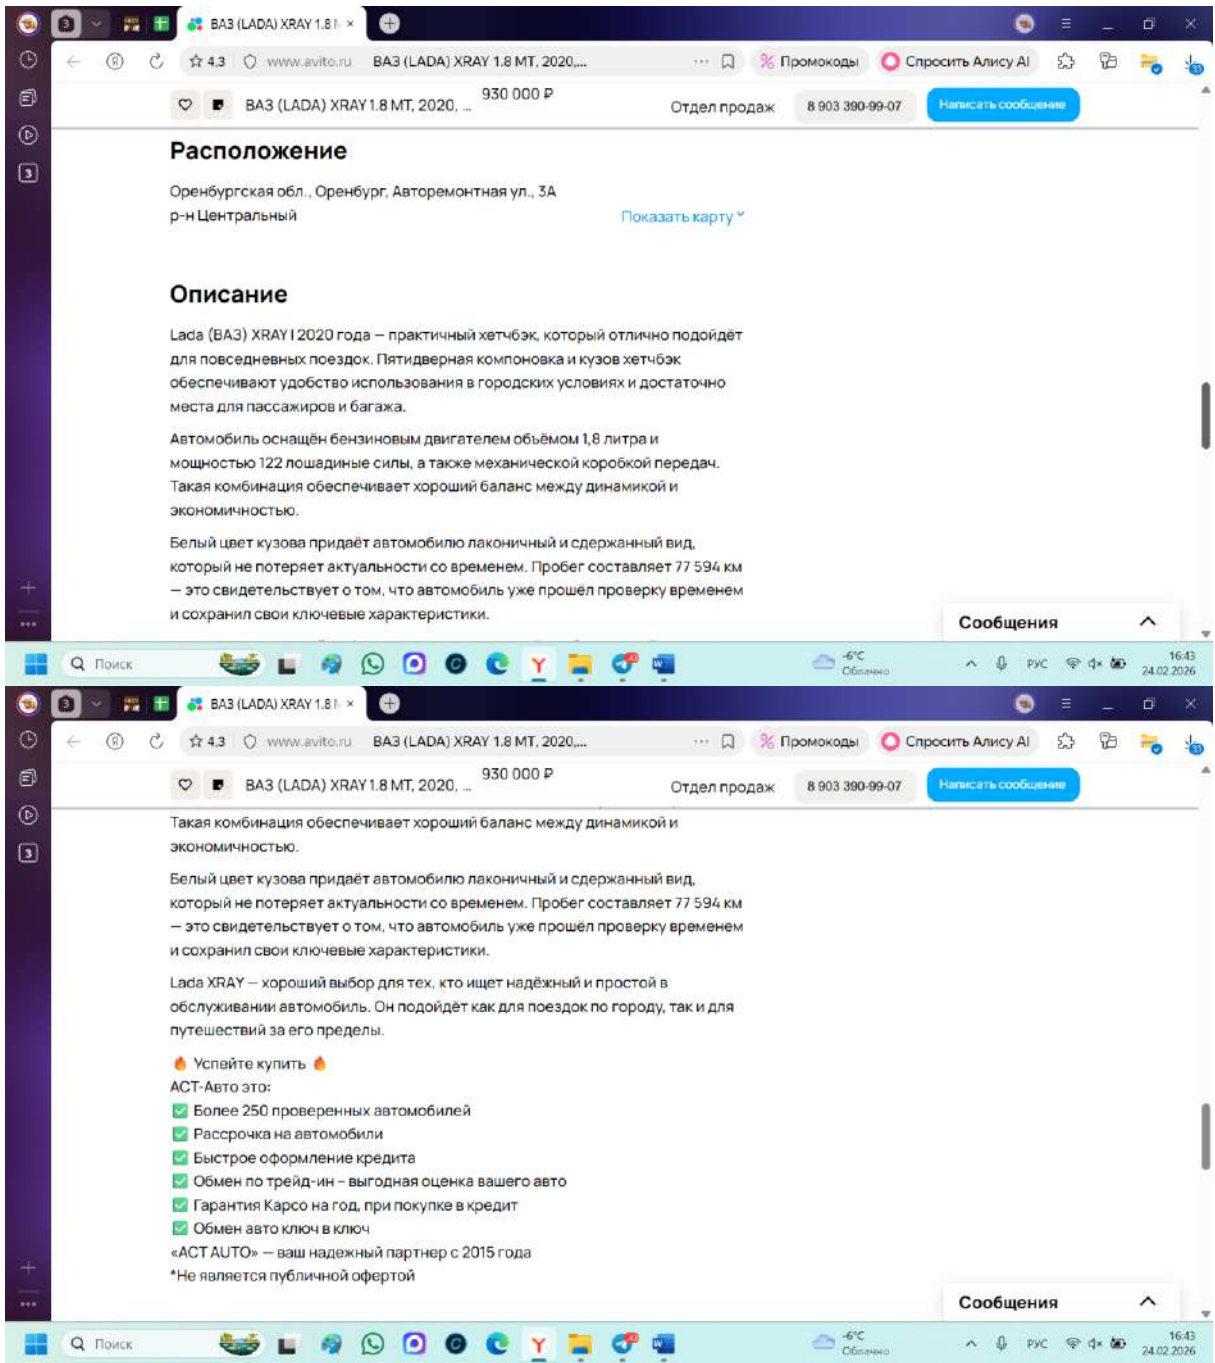 3
ВАЗ (LADA) XRAY 1.8 М
4,3
www.avito.ru
ВАЗ (LADA) XRAY 1.8 МТ, 2020,...
Промокоды
Спросить Алису AI
33
ВАЗ (LADA) XRAY 1.8 МТ, 2020, ...
930 000 ₽
Отдел продаж
8 903 390-99-07
Написать сообщение
3
Расположение
Оренбургская обл., Оренбург, Авторемонтная ул., 3А
р-н Центральный
Показать карту
Описание
Lada (ВАЗ) XRAY I 2020 года — практичный хетчбэк, который отлично подойдёт
для повседневных поездок. Пятидверная компоновка и кузов хетчбэк
обеспечивают удобство использования в городских условиях и достаточно
места для пассажиров и багажа.
Автомобиль оснащён бензиновым двигателем объёмом 1,8 литра и
мощностью 122 лошадиные силы, а также механической коробкой передач.
Такая комбинация обеспечивает хороший баланс между динамикой и
экономичностью.
Белый цвет кузова придаёт автомобилю лаконичный и сдержанный вид,
который не потеряет актуальности со временем. Пробег составляет 77 594 км
— это свидетельствует о том, что автомобиль уже прошёл проверку временем
и сохранил свои ключевые характеристики.
Сообщения
Поиск
-6°C
Облачно
РУС
16:43
24.02.2026
3
ВАЗ (LADA) XRAY 1.8 М
4,3
www.avito.ru
ВАЗ (LADA) XRAY 1.8 МТ, 2020,...
Промокоды
Спросить Алису AI
33
ВАЗ (LADA) XRAY 1.8 МТ, 2020, ...
930 000 ₽
Отдел продаж
8 903 390-99-07
Написать сообщение
3
Такая комбинация обеспечивает хороший баланс между динамикой и
экономичностью.
Белый цвет кузова придаёт автомобилю лаконичный и сдержанный вид,
который не потеряет актуальности со временем. Пробег составляет 77 594 км
— это свидетельствует о том, что автомобиль уже прошёл проверку временем
и сохранил свои ключевые характеристики.
Lada XRAY — хороший выбор для тех, кто ищет надёжный и простой в
обслуживании автомобиль. Он подойдёт как для поездок по городу, так и для
путешествий за его пределы.
🔥 Успейте купить 🔥
АСТ-Авто это:
✅ Более 250 проверенных автомобилей
✅ Рассрочка на автомобили
✅ Быстрое оформление кредита
✅ Обмен по трейд-ин – выгодная оценка вашего авто
✅ Гарантия Карсо на год, при покупке в кредит
✅ Обмен авто ключ в ключ
«ACT AUTO» — ваш надежный партнер с 2015 года
*Не является публичной офертой
Сообщения
Поиск
-6°C
Облачно
РУС
16:43
24.02.2026